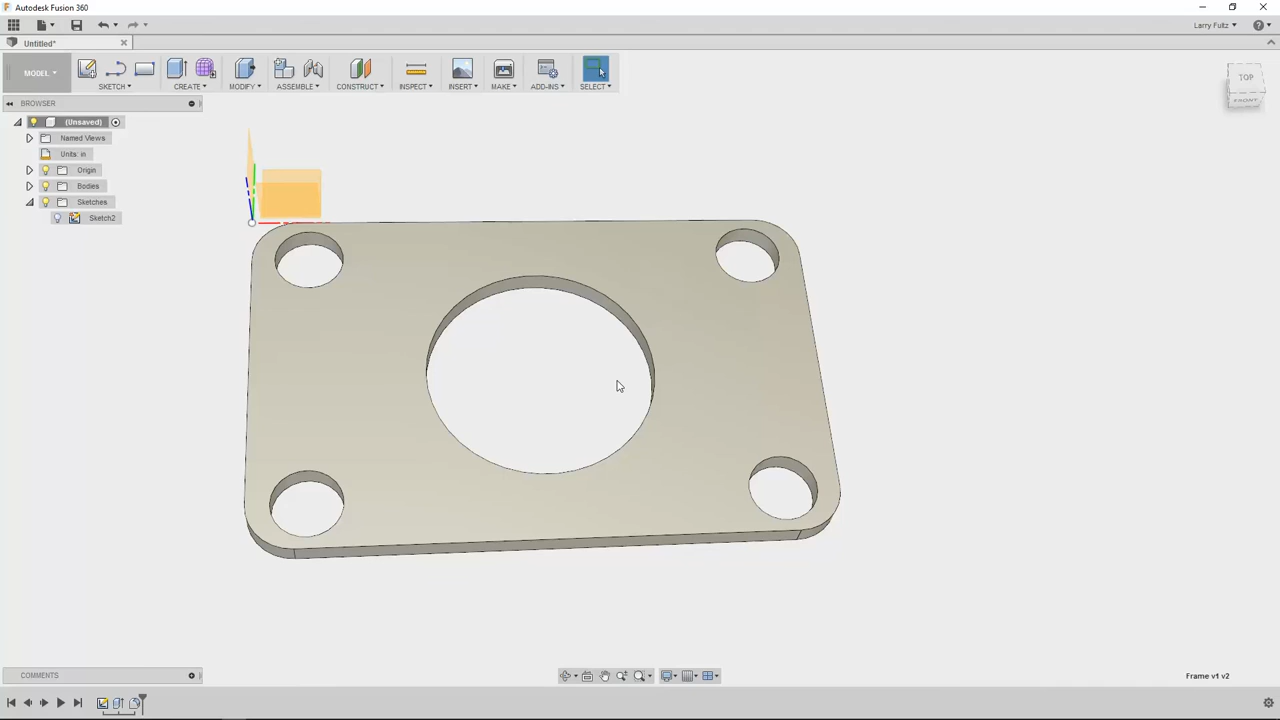 Autodesk Fusion 360
Larry Fultz
Untitled*
MODEL
SKETCH
CREATE
MODIFY
ASSEMBLE
CONSTRUCT
INSPECT
INSERT
MAKE
ADD-INS
SELECT
TOP
FRONT
BROWSER
(Unsaved)
Named Views
Units: in
Origin
Bodies
Sketches
Sketch2
COMMENTS
Frame v1 v2